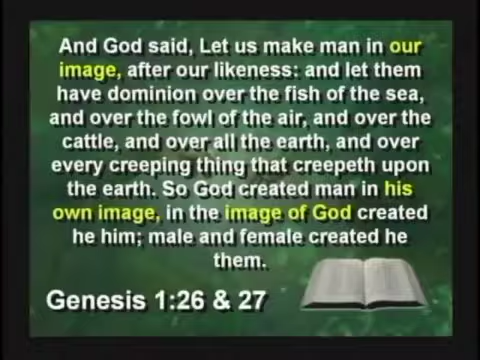 And God said, Let us make man in our
image, after our likeness: and let them
have dominion over the fish of the sea,
and over the fowl of the air, and over the
cattle, and over all the earth, and over
every creeping thing that creepeth upon
the earth. So God created man in his
own image, in the image of God created
he him; male and female created he
them.
Genesis 1:26 & 27